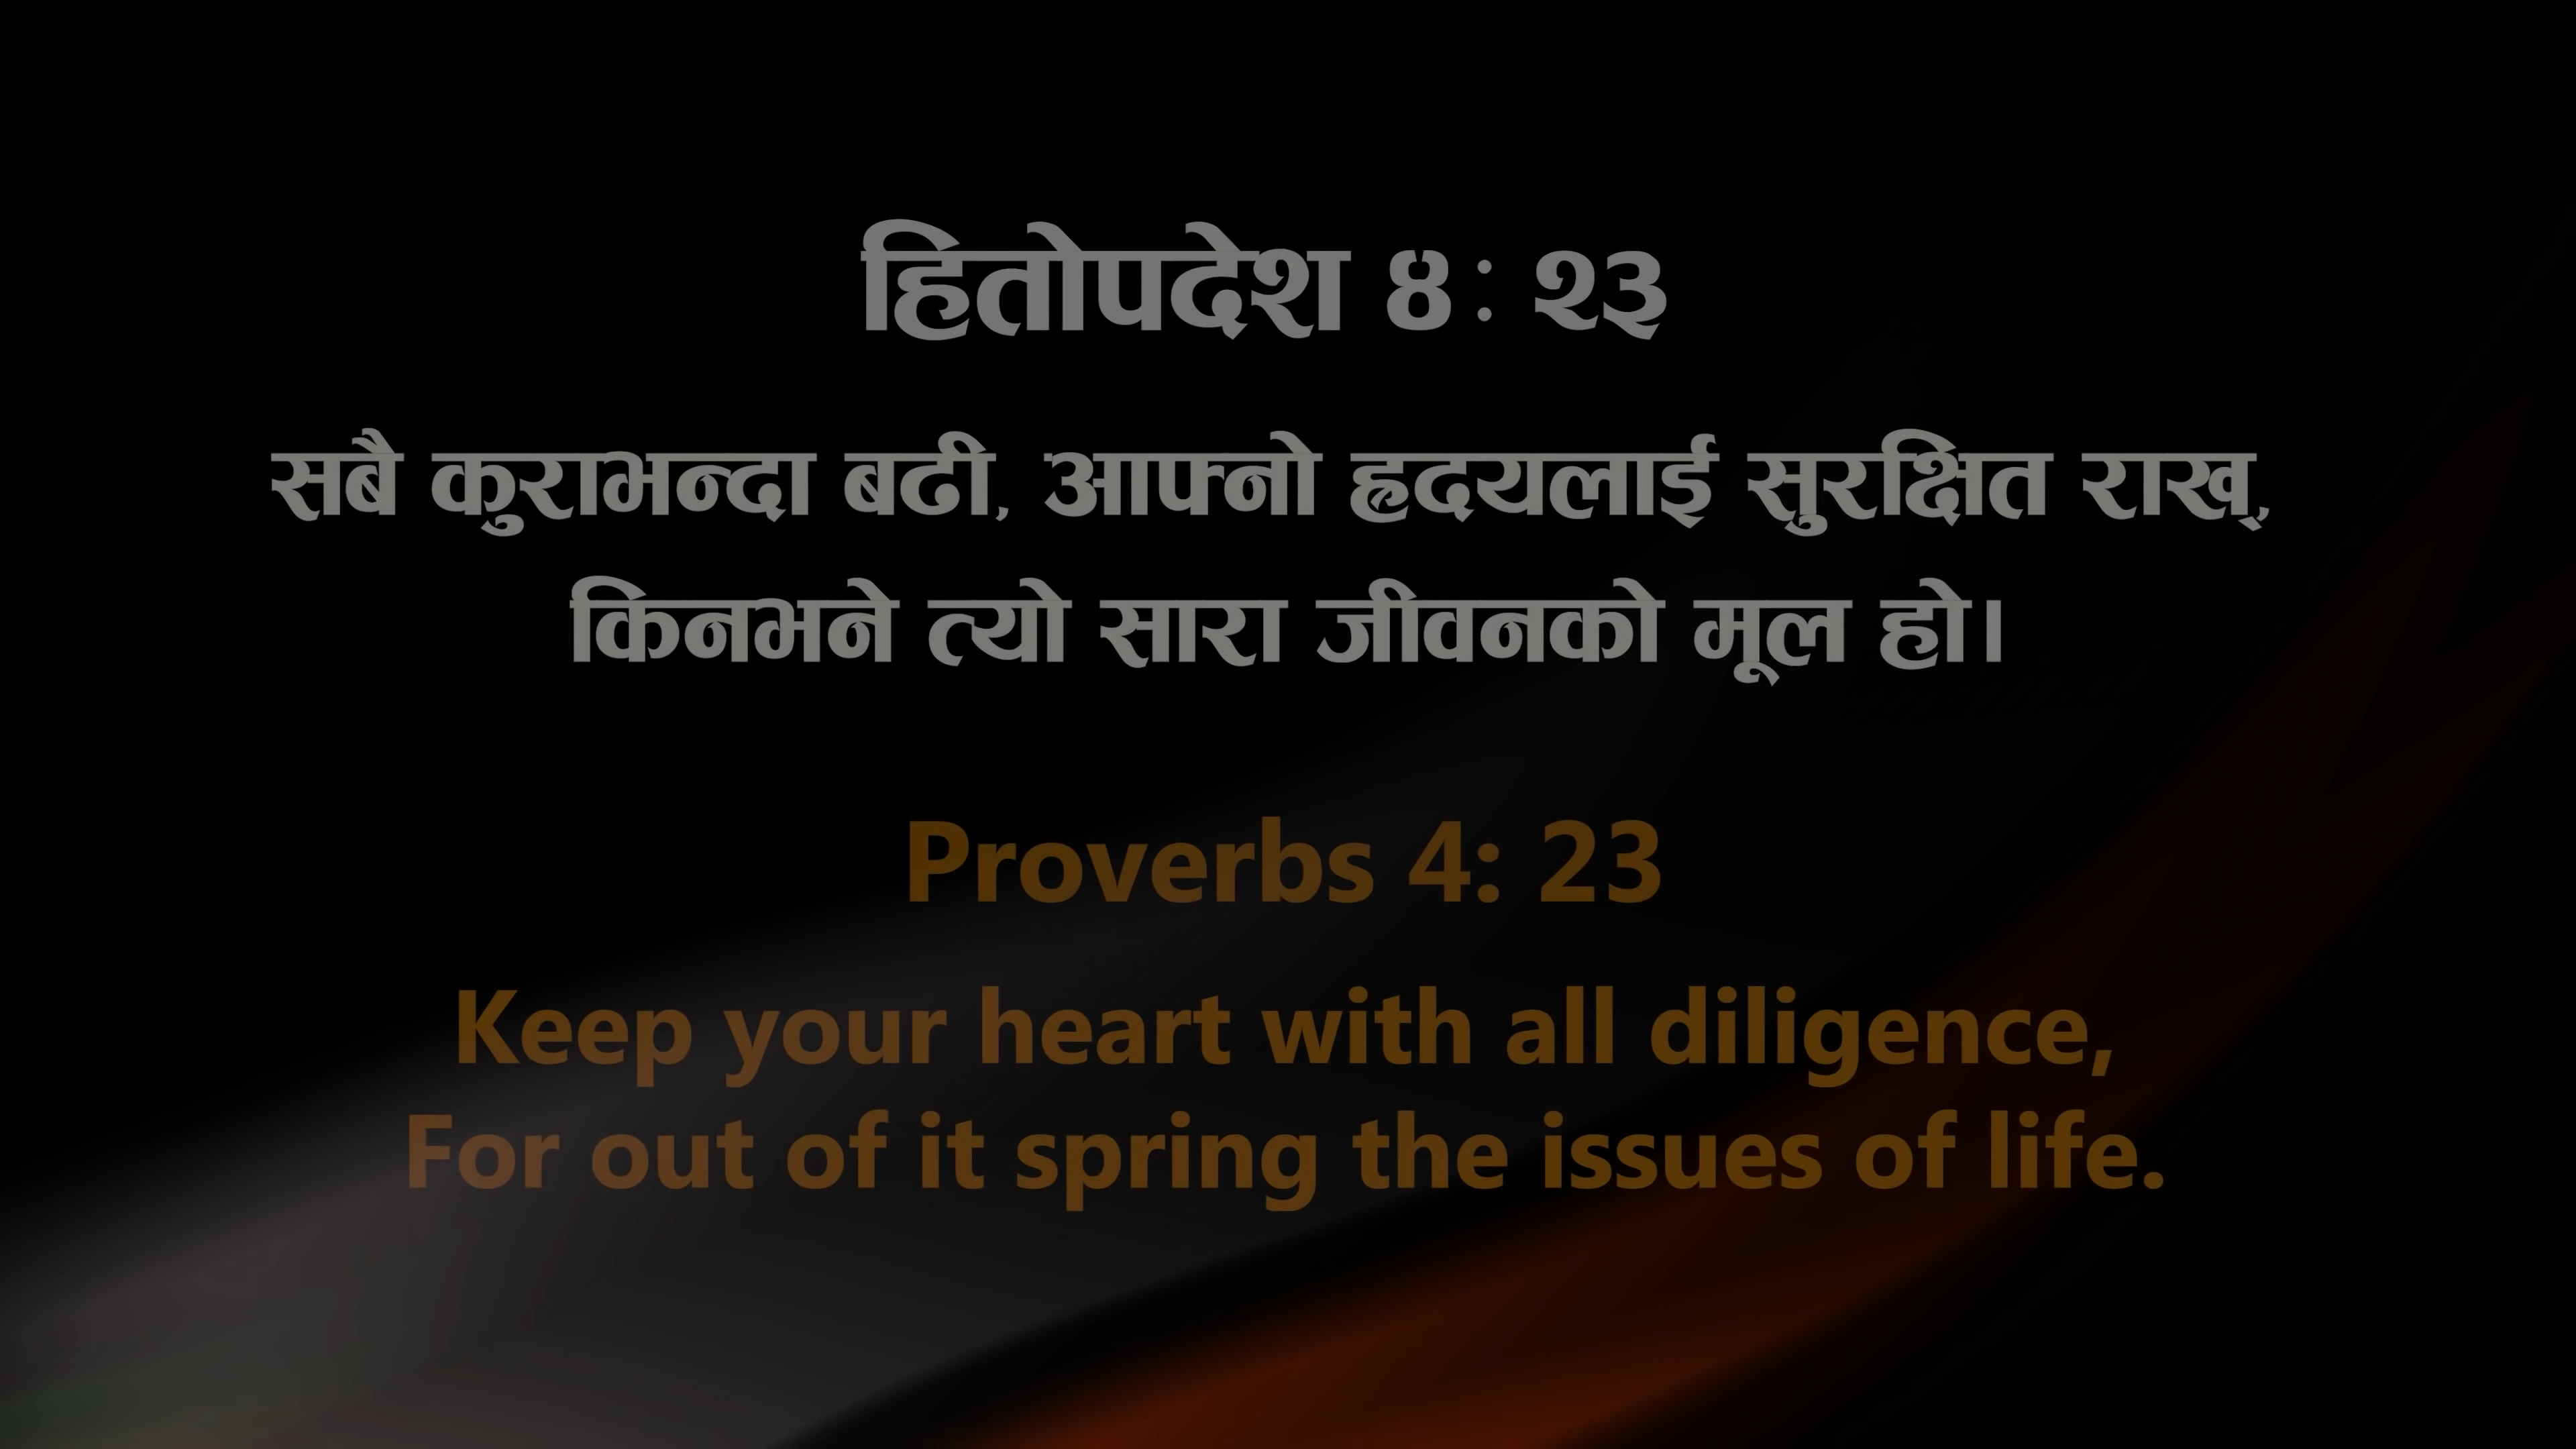 हितोपदेश ४: २३
सबै कुराभन्दा बढी, आफ्नो हृदयलाई सुरक्षित राख्,
किनभने त्यो सारा जीवनको मूल हो।
Proverbs 4: 23
Keep your heart with all diligence,
For out of it spring the issues of life.